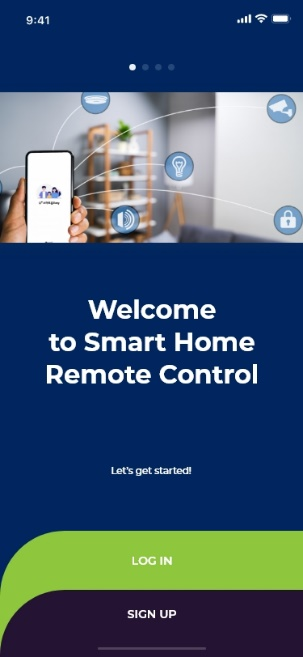 9:41
Welcome
to Smart Home
Remote Control
Let's get started!
LOG IN
SIGN UP